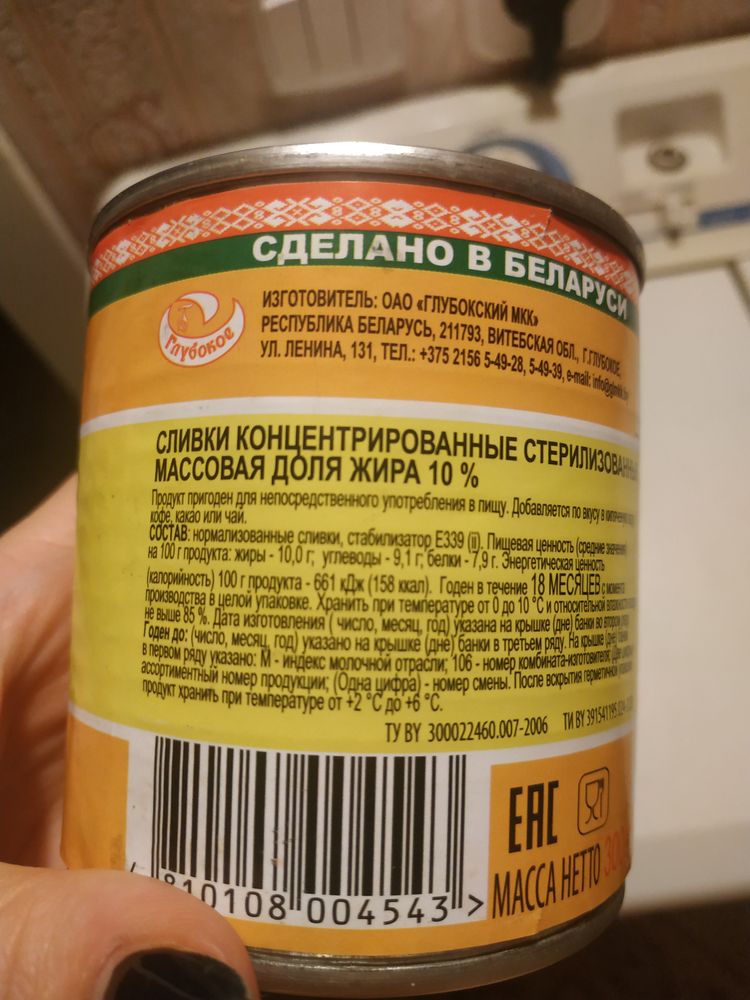 СДЕЛАНО В БЕЛАРУСИ
Глубокое
ИЗГОТОВИТЕЛЬ: ОАО «ГЛУБОКСКИЙ МКК»
РЕСПУБЛИКА БЕЛАРУСЬ, 211793, ВИТЕБСКАЯ ОБЛ., Г.ГЛУБОКОЕ,
УЛ. ЛЕНИНА, 131, ТЕЛ.: +375 2156 5-49-28, 5-49-39, e-mail:
СЛИВКИ КОНЦЕНТРИРОВАННЫЕ СТЕРИЛИЗОВАННЫЕ
МАССОВАЯ ДОЛЯ ЖИРА 10 %
Продукт пригоден для непосредственного употребления в пищу. Добавляется по вкусу в
кофе, какао или чай.
СОСТАВ: нормализованные сливки, стабилизатор Е339 (ii). Пищевая ценность (средние значения)
на 100 г продукта: жиры - 10,0 г; углеводы - 9,1 г; белки - 7,9 г. Энергетическая ценность
(калорийность) 100 г продукта - 661 кДж (158 ккал). Годен в течение 18 МЕСЯЦЕВ с момента
производства в целой упаковке. Хранить при температуре от 0 до 10 °С и относительной влажности
не выше 85 %. Дата изготовления ( число, месяц, год) указана на крышке (дне) банки во втором ряду.
Годен до: (число, месяц, год) указано на крышке (дне) банки в третьем ряду. На крышке (дне) банки
в первом ряду указано: М - индекс молочной отрасли; 106 - номер комбината-изготовителя;
ассортиментный номер продукции; (Одна цифра) - номер смены. После вскрытия герметичной упаковки
продукт хранить при температуре от +2 °С до +6 °С.
ТУ BY 300022460.007-2006 ТИ BY 391541195.024-
4 810108 004543 >
ЕАС
МАССА НЕТТО 300